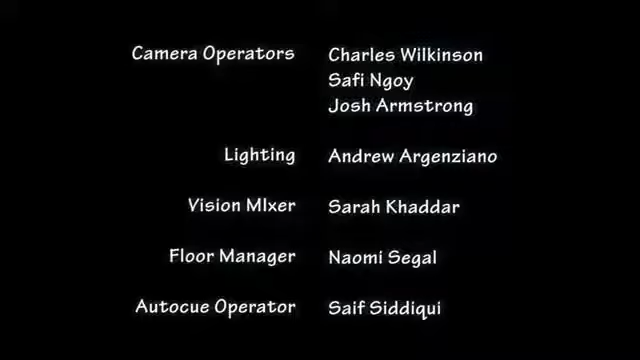 Camera Operators Charles Wilkinson
Safi Ngoy
Josh Armstrong
Lighting Andrew Argenziano
Vision MIxer Sarah Khaddar
Floor Manager Naomi Segal
Autocue Operator Saif Siddiqui